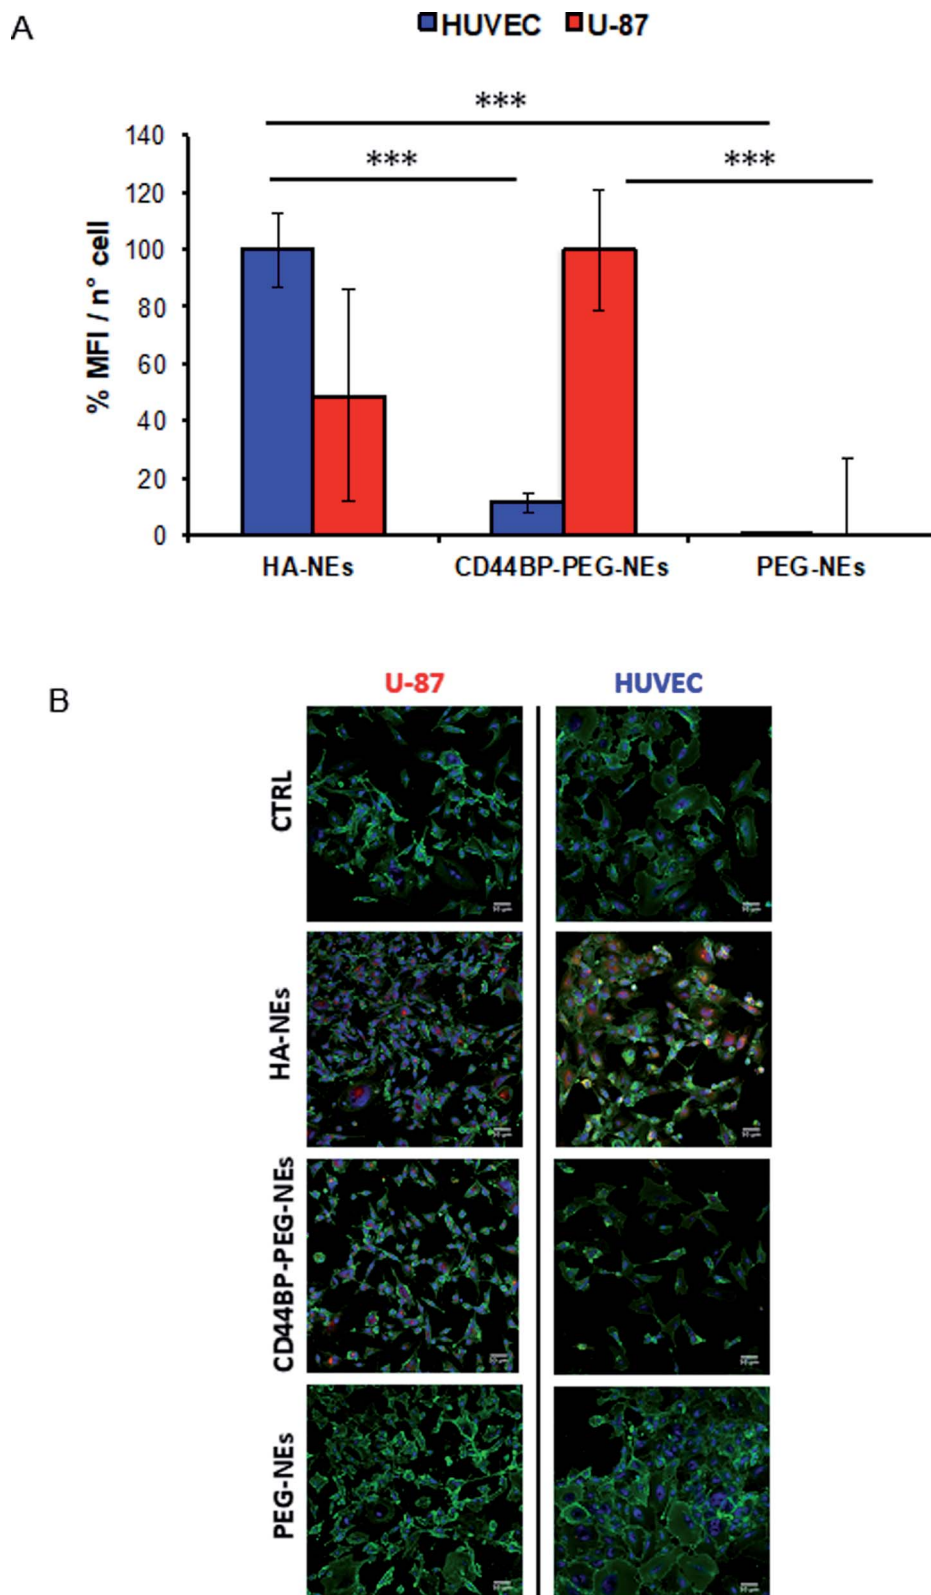 A
HUVEC U-87
***
*** ***
140
120
100
80
60
40
20
0
% MFI / n° cell
HA-NEs CD44BP-PEG-NEs PEG-NEs
B
U-87 HUVEC
CTRL
HA-NEs
CD44BP-PEG-NEs
PEG-NEs